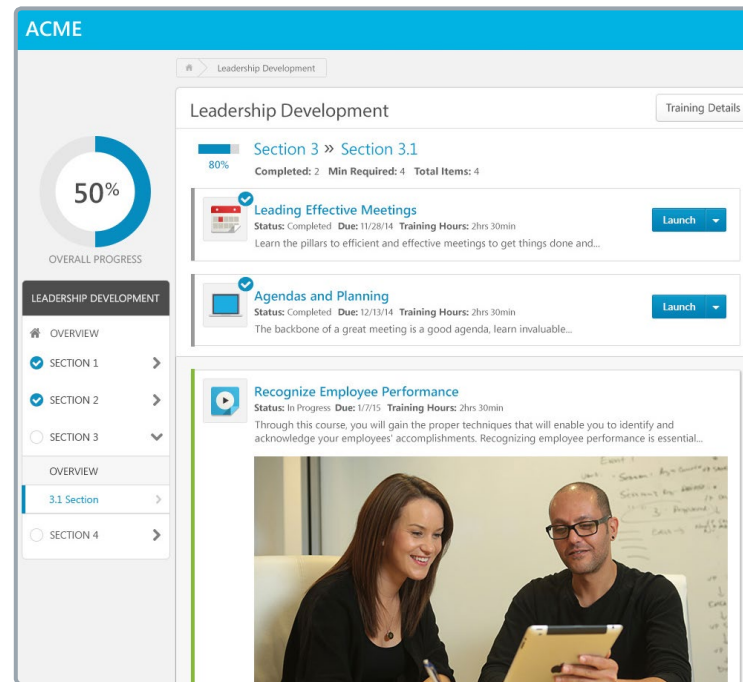 ACME
Leadership Development
Leadership Development
Training Details
50%
OVERALL PROGRESS
LEADERSHIP DEVELOPMENT
OVERVIEW
SECTION 1
SECTION 2
SECTION 3
OVERVIEW
3.1 Section
SECTION 4
80%
Section 3 » Section 3.1
Completed: 2 Min Required: 4 Total Items: 4
Leading Effective Meetings
Status: Completed Due: 11/28/14 Training Hours: 2hrs 30min
Learn the pillars to efficient and effective meetings to get things done and...
Launch
Agendas and Planning
Status: Completed Due: 12/13/14 Training Hours: 2hrs 30min
The backbone of a great meeting is a good agenda, learn invaluable...
Launch
Recognize Employee Performance
Status: In Progress Due: 1/7/15 Training Hours: 2hrs 30min
Through this course, you will gain the proper techniques that will enable you to identify and
acknowledge your employees' accomplishments. Recognizing employee performance is essential...